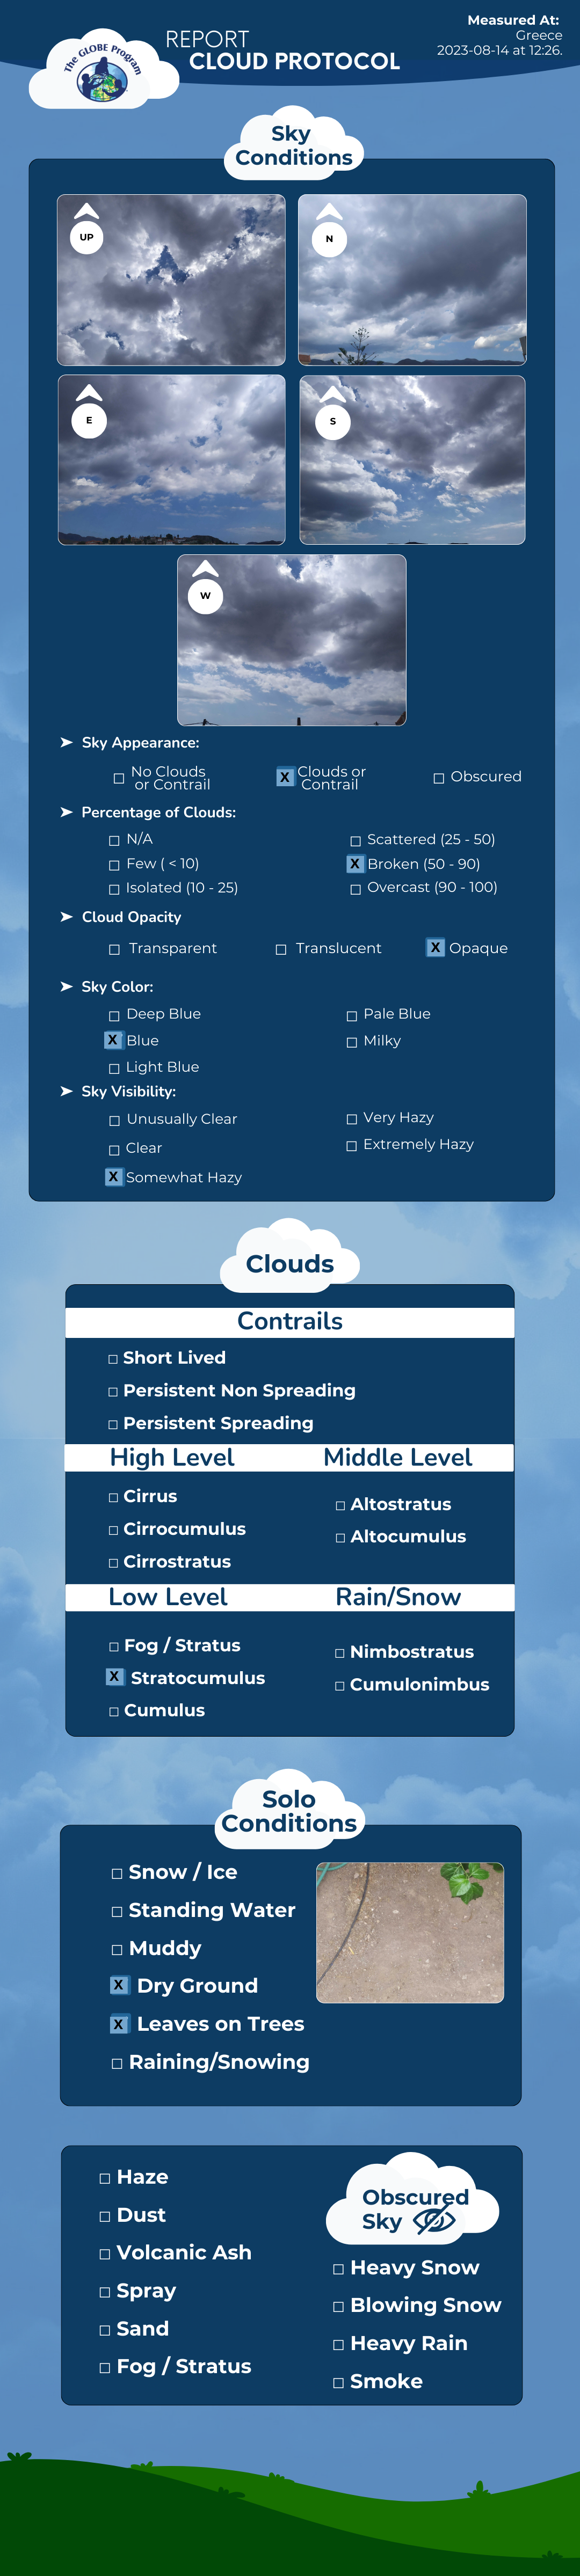 Measured At:
Greece
2023-08-14 at 12:26.
The GLOBE Program
REPORT
CLOUD PROTOCOL
Sky
Conditions
UP
N
E
S
W
➤ Sky Appearance:
☐ No Clouds
or Contrail
X Clouds or
Contrail
☐ Obscured
➤ Percentage of Clouds:
☐ N/A
☐ Few ( < 10)
☐ Isolated (10 - 25)
☐ Scattered (25 - 50)
X Broken (50 - 90)
☐ Overcast (90 - 100)
➤ Cloud Opacity
☐ Transparent
☐ Translucent
X Opaque
➤ Sky Color:
☐ Deep Blue
X Blue
☐ Light Blue
☐ Pale Blue
☐ Milky
➤ Sky Visibility:
☐ Unusually Clear
☐ Clear
X Somewhat Hazy
☐ Very Hazy
☐ Extremely Hazy
Clouds
Contrails
☐ Short Lived
☐ Persistent Non Spreading
☐ Persistent Spreading
High Level
☐ Cirrus
☐ Cirrocumulus
☐ Cirrostratus
Middle Level
☐ Altostratus
☐ Altocumulus
Low Level
☐ Fog / Stratus
X Stratocumulus
☐ Cumulus
Rain/Snow
☐ Nimbostratus
☐ Cumulonimbus
Solo
Conditions
☐ Snow / Ice
☐ Standing Water
☐ Muddy
X Dry Ground
X Leaves on Trees
☐ Raining/Snowing
☐ Haze
☐ Dust
☐ Volcanic Ash
☐ Spray
☐ Sand
☐ Fog / Stratus
Obscured
Sky
☐ Heavy Snow
☐ Blowing Snow
☐ Heavy Rain
☐ Smoke